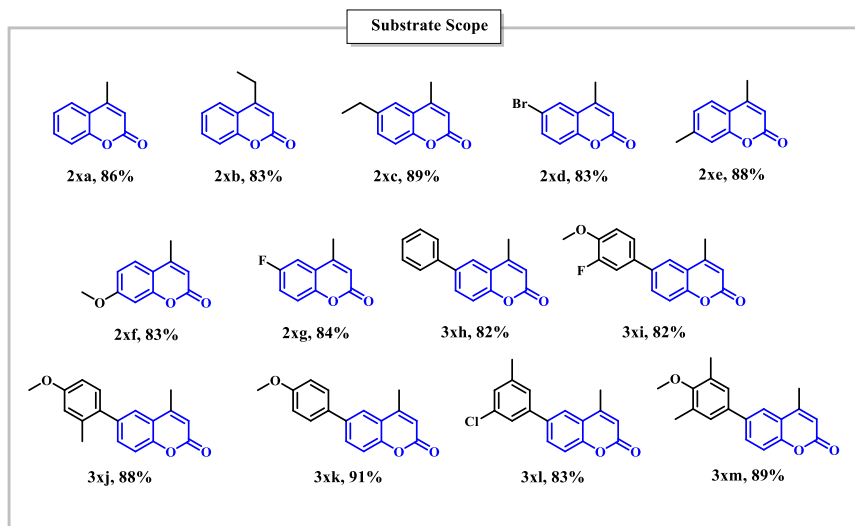 Substrate Scope
O O
2xa, 86%
O O
2xb, 83%
O O
2xc, 89%
Br O O
2xd, 83%
O O
2xe, 88%
O O O
2xf, 83%
F O O
2xg, 84%
O O
3xh, 82%
O F O O
3xi, 82%
O O O
3xj, 88%
O O O
3xk, 91%
Cl O O
3xl, 83%
O O O
3xm, 89%